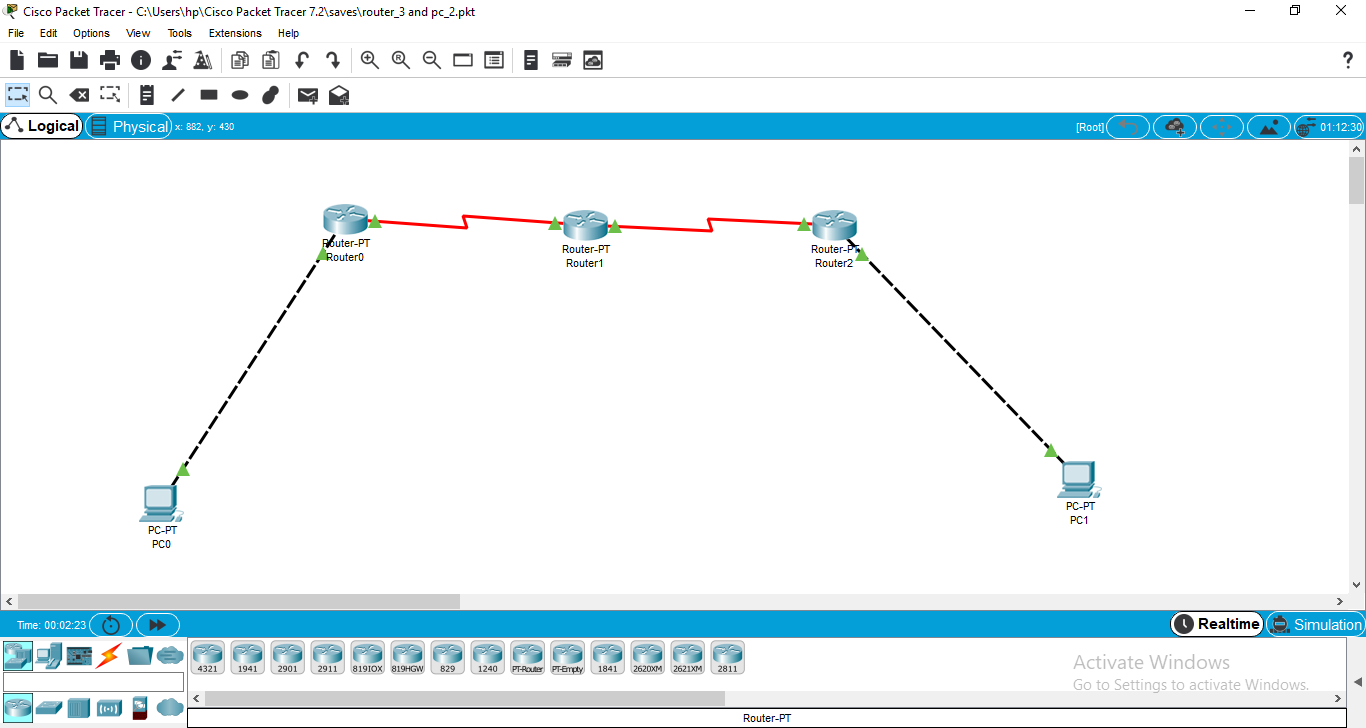 Cisco Packet Tracer - C:\Users\hp\Cisco Packet Tracer 7.2\saves\router_3 and pc_2.pkt
File Edit Options View Tools Extensions Help
Logical Physical x: 882, y: 430 [Root] 01:12:30
Router-PT
Router0
Router-PT
Router1
Router-PT
Router2
PC-PT
PC0
PC-PT
PC1
Time: 00:02:23 Realtime Simulation
4321 1941 2901 2911 819IOX 819HGW 829 1240 PT-Router PT-Empty 1841 2620XM 2621XM 2811
Activate Windows
Go to Settings to activate Windows.
Router-PT